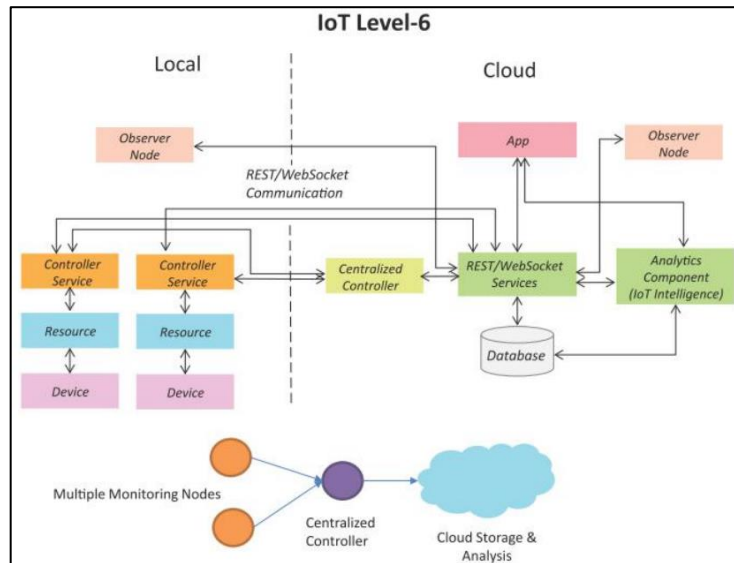 IoT Level-6
Local
Cloud
Observer
Node
App
Observer
Node
REST/WebSocket
Communication
Controller
Service
Controller
Service
Centralized
Controller
REST/WebSocket
Services
Analytics
Component
(IoT Intelligence)
Resource
Resource
Database
Device
Device
Multiple Monitoring Nodes
Centralized
Controller
Cloud Storage &
Analysis